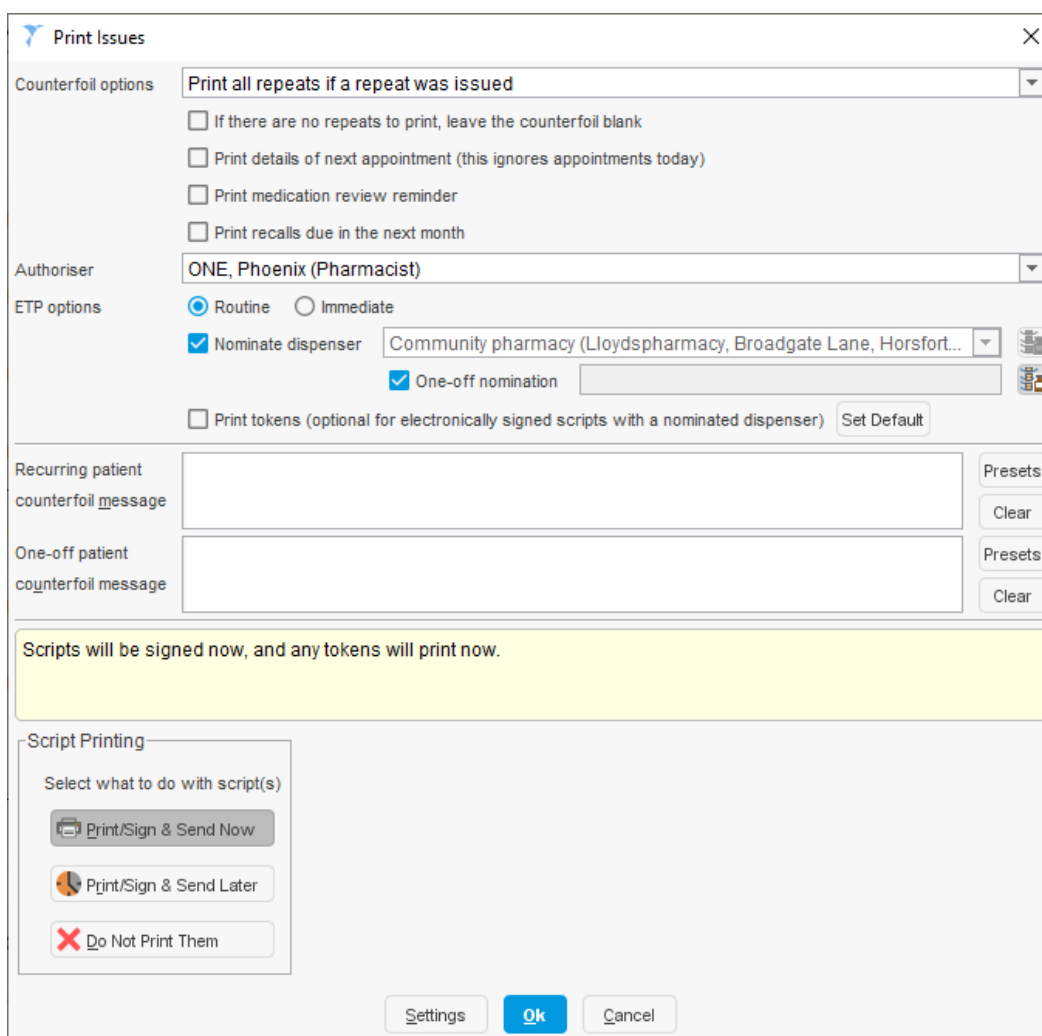 Print Issues
Counterfoil options
Print all repeats if a repeat was issued
If there are no repeats to print, leave the counterfoil blank
Print details of next appointment (this ignores appointments today)
Print medication review reminder
Print recalls due in the next month
Authoriser
ONE, Phoenix (Pharmacist)
ETP options
Routine
Immediate
Nominate dispenser
Community pharmacy (Lloydspharmacy, Broadgate Lane, Horsfort...
One-off nomination
Print tokens (optional for electronically signed scripts with a nominated dispenser)
Set Default
Recurring patient
counterfoil message
Presets
Clear
One-off patient
counterfoil message
Presets
Clear
Scripts will be signed now, and any tokens will print now.
Script Printing
Select what to do with script(s)
Print/Sign & Send Now
Print/Sign & Send Later
Do Not Print Them
Settings
Ok
Cancel